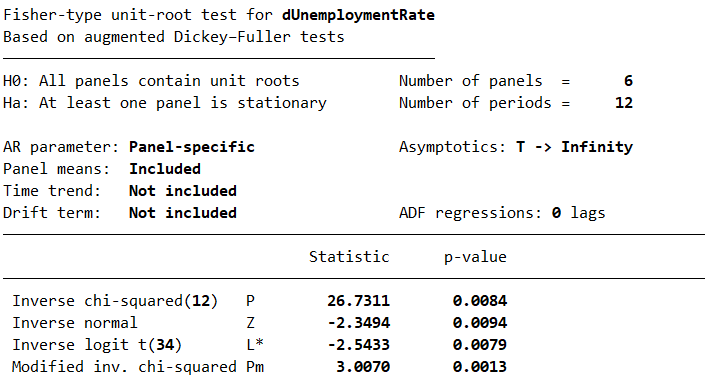 Fisher-type unit-root test for dUnemploymentRate
Based on augmented Dickey–Fuller tests
H0: All panels contain unit roots Number of panels = 6
Ha: At least one panel is stationary Number of periods = 12
AR parameter: Panel-specific Asymptotics: T -> Infinity
Panel means: Included
Time trend: Not included
Drift term: Not included ADF regressions: 0 lags
Statistic p-value
Inverse chi-squared(12) P 26.7311 0.0084
Inverse normal Z -2.3494 0.0094
Inverse logit t(34) L* -2.5433 0.0079
Modified inv. chi-squared Pm 3.0070 0.0013